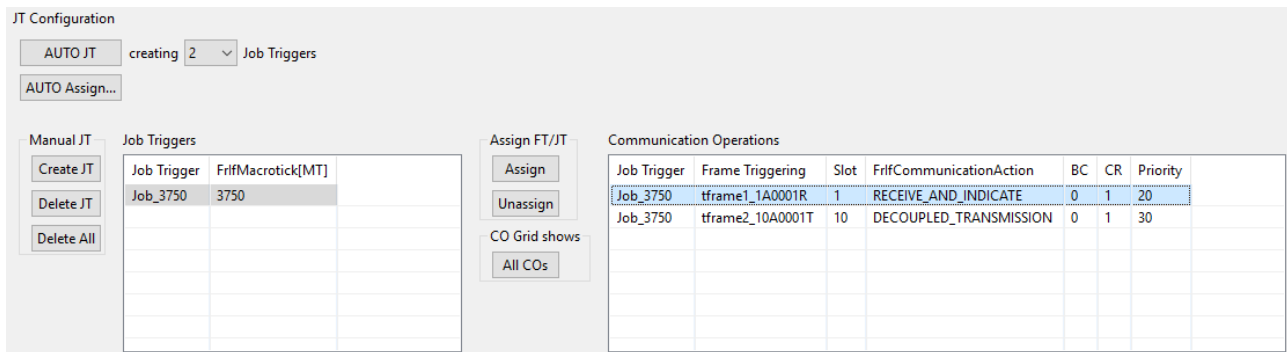 JT Configuration
AUTO JT creating 2 Job Triggers
AUTO Assign...
Manual JT
Create JT
Delete JT
Delete All
Job Triggers
Job Trigger FrIfMacrotick[MT]
Job_3750 3750
Assign FT/JT
Assign
Unassign
CO Grid shows
All COs
Communication Operations
Job Trigger Frame Triggering Slot FrIfCommunicationAction BC CR Priority
Job_3750 tframe1_1A0001R 1 RECEIVE_AND_INDICATE 0 1 20
Job_3750 tframe2_10A0001T 10 DECOUPLED_TRANSMISSION 0 1 30